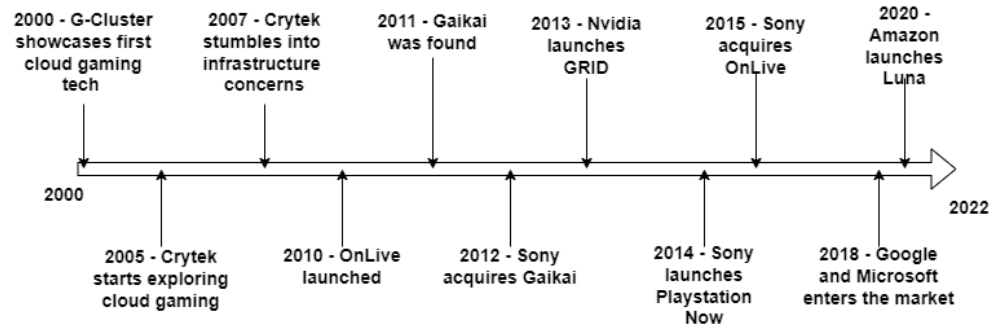 2000 - G-Cluster
showcases first
cloud gaming
tech
2007 - Crytek
stumbles into
infrastructure
concerns
2011 - Gaikai
was found
2013 - Nvidia
launches
GRID
2015 - Sony
acquires
OnLive
2020 -
Amazon
launches
Luna
2000
2022
2005 - Crytek
starts exploring
cloud gaming
2010 - OnLive
launched
2012 - Sony
acquires Gaikai
2014 - Sony
launches
Playstation
Now
2018 - Google
and Microsoft
enters the market